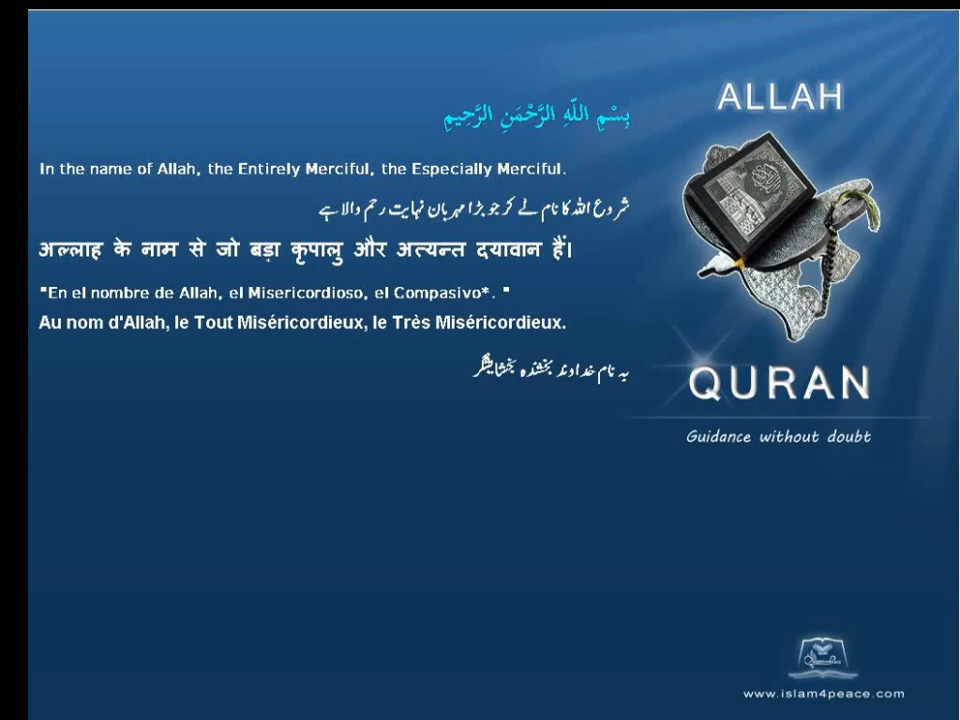 بِسْمِ اللَّهِ الرَّحْمَنِ الرَّحِيمِ
In the name of Allah, the Entirely Merciful, the Especially Merciful.
شروع الله کا نام لے کر جو بڑا مہربان نہایت رحم والا ہے
अल्लाह के नाम से जो बड़ा कृपालु और अत्यन्त दयावान हैं।
"En el nombre de Allah, el Misericordioso, el Compasivo*. "
Au nom d'Allah, le Tout Miséricordieux, le Très Miséricordieux.
به نام خداوند بخشنده بخشایشگر
ALLAH
QURAN
Guidance without doubt
www.islam4peace.com